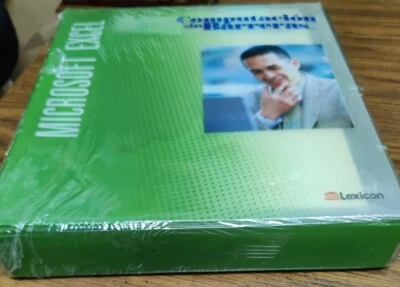 Computación
sin Barreras
MICROSOFT EXCEL
Lexicon